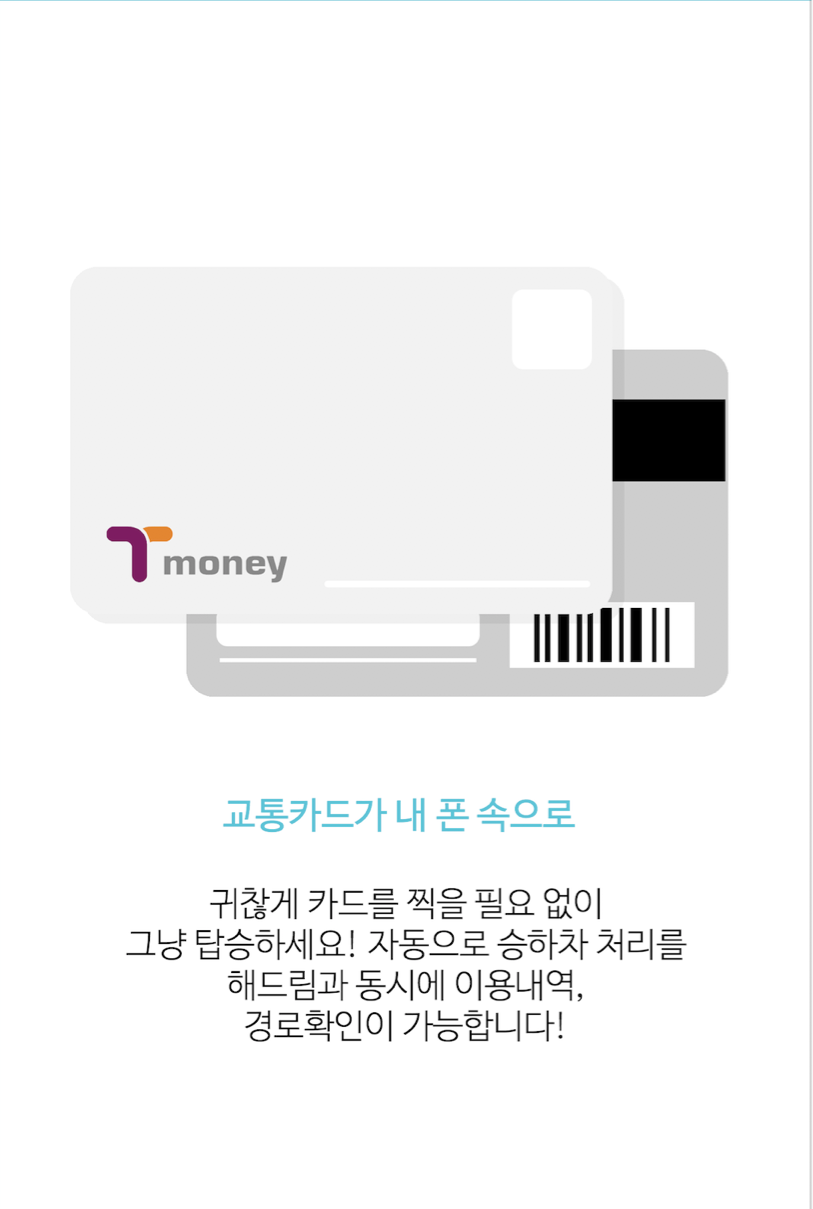 T money
교통카드가 내 폰 속으로
귀찮게 카드를 찍을 필요 없이
그냥 탑승하세요! 자동으로 승하차 처리를
해드림과 동시에 이용내역,
경로확인이 가능합니다!